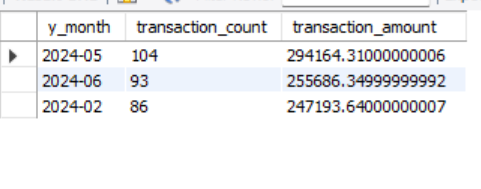 y_month transaction_count transaction_amount
2024-05 104 294164.31000000006
2024-06 93 255686.34999999992
2024-02 86 247193.64000000007